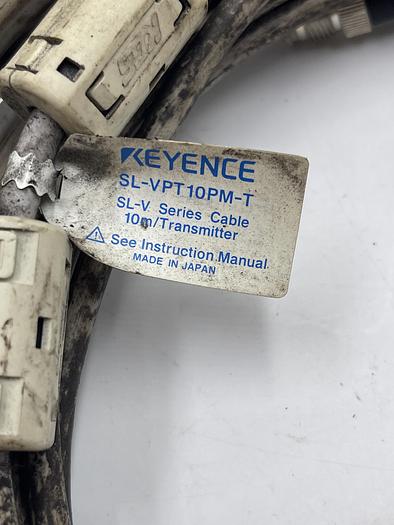 KEYENCE
SL-VPT10PM-T
SL-V Series Cable
10m/Transmitter
See Instruction Manual
MADE IN JAPAN